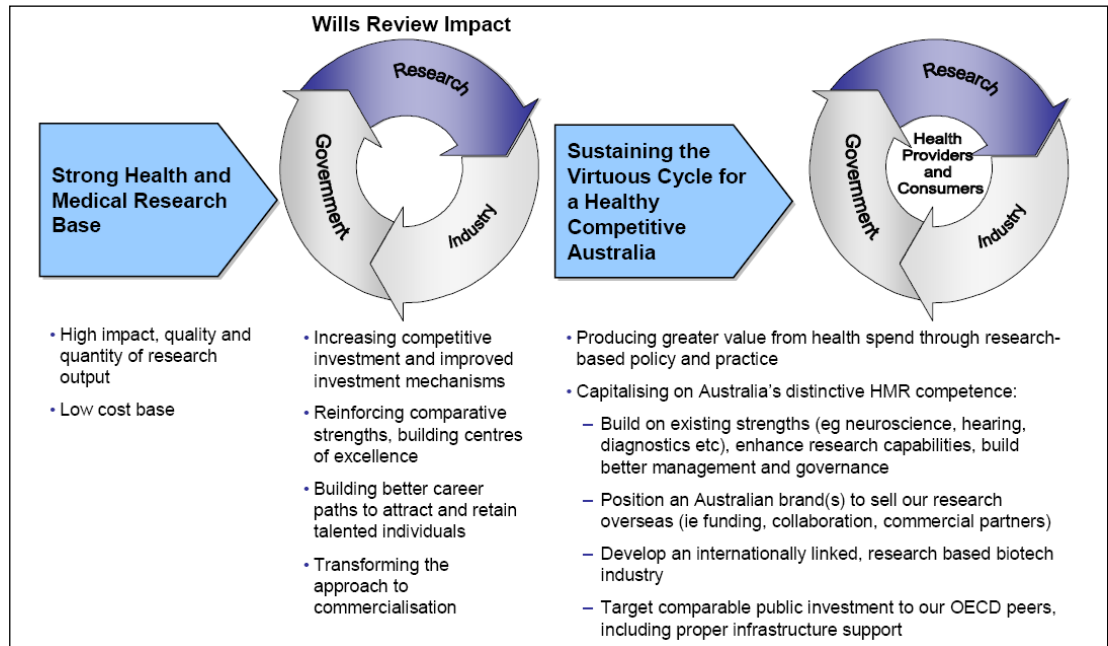 Wills Review Impact
Strong Health and
Medical Research
Base
Research
Industry
Government
Sustaining the
Virtuous Cycle for
a Healthy
Competitive
Australia
Research
Industry
Government
Health
Providers
and
Consumers
• High impact, quality and
quantity of research
output
• Low cost base
• Increasing competitive
investment and improved
investment mechanisms
• Reinforcing comparative
strengths, building centres
of excellence
• Building better career
paths to attract and retain
talented individuals
• Transforming the
approach to
commercialisation
• Producing greater value from health spend through research-
based policy and practice
• Capitalising on Australia's distinctive HMR competence:
– Build on existing strengths (eg neuroscience, hearing,
diagnostics etc), enhance research capabilities, build
better management and governance
– Position an Australian brand(s) to sell our research
overseas (ie funding, collaboration, commercial partners)
– Develop an internationally linked, research based biotech
industry
– Target comparable public investment to our OECD peers,
including proper infrastructure support